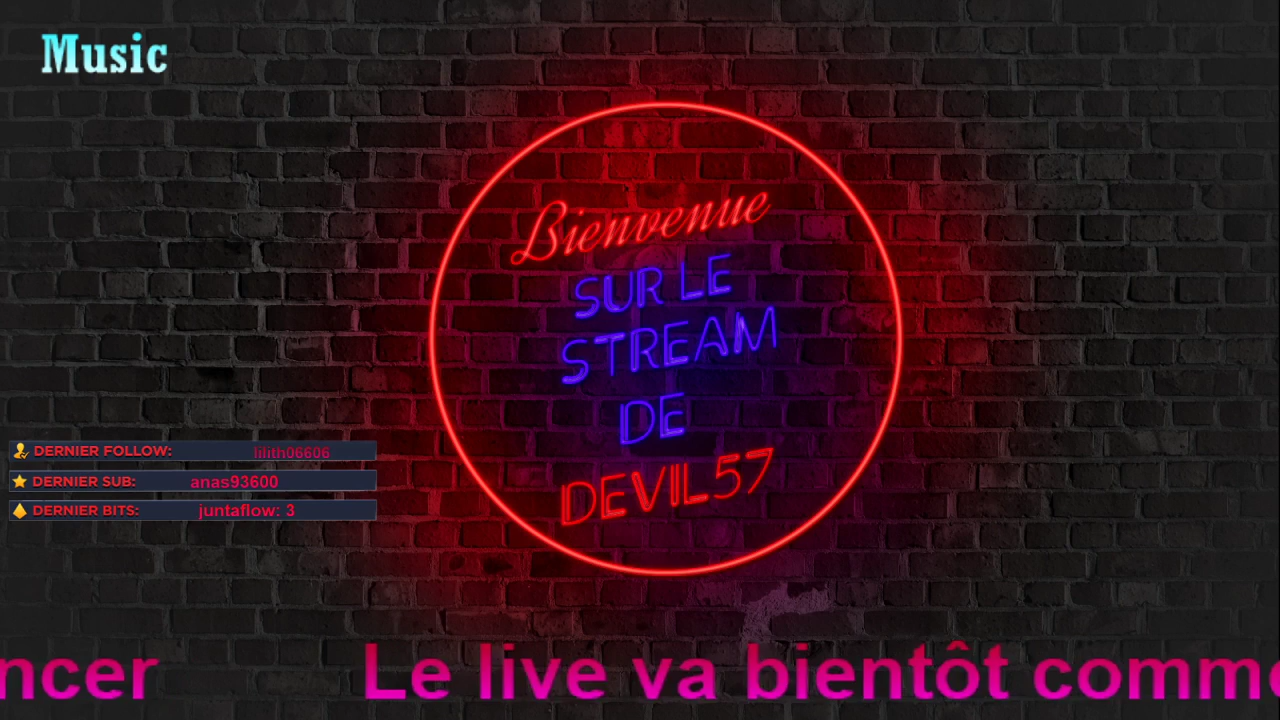 Music
Bienvenue
SUR LE
STREAM
DE
DEVIL57
DERNIER FOLLOW: lilith06606
DERNIER SUB: anas93600
DERNIER BITS: juntaflow: 3
ncer Le live va bientôt comme